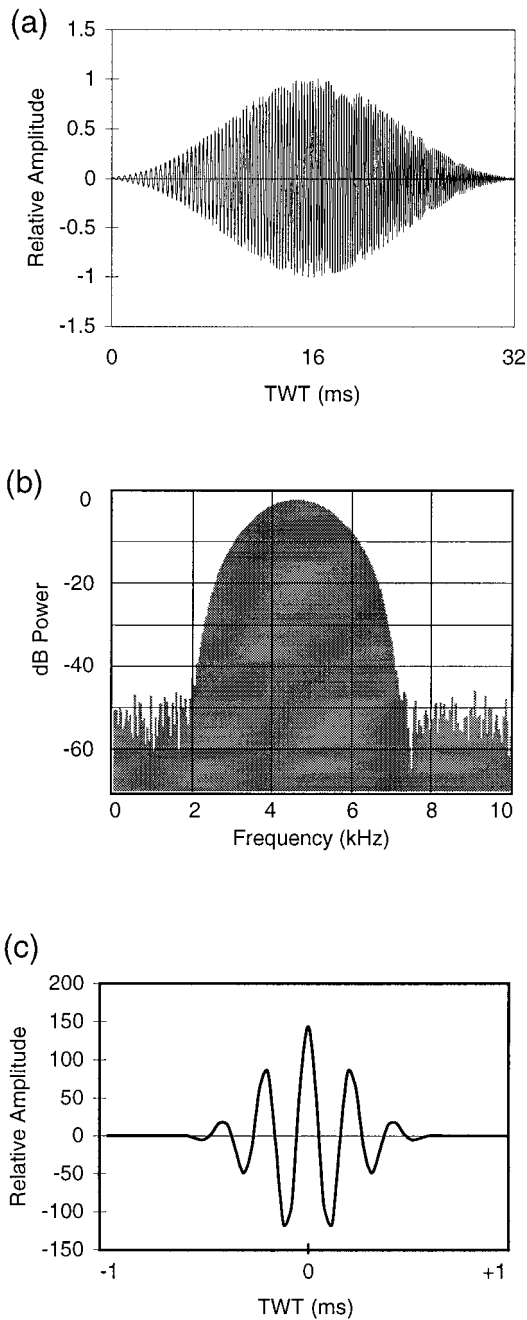 (a)
Relative Amplitude
1.5
1
0.5
0
-0.5
-1
-1.5
0 16 32
TWT (ms)
(b)
dB Power
0
-20
-40
-60
0 2 4 6 8 10
Frequency (kHz)
(c)
Relative Amplitude
200
150
100
50
0
-50
-100
-150
-1 0 +1
TWT (ms)